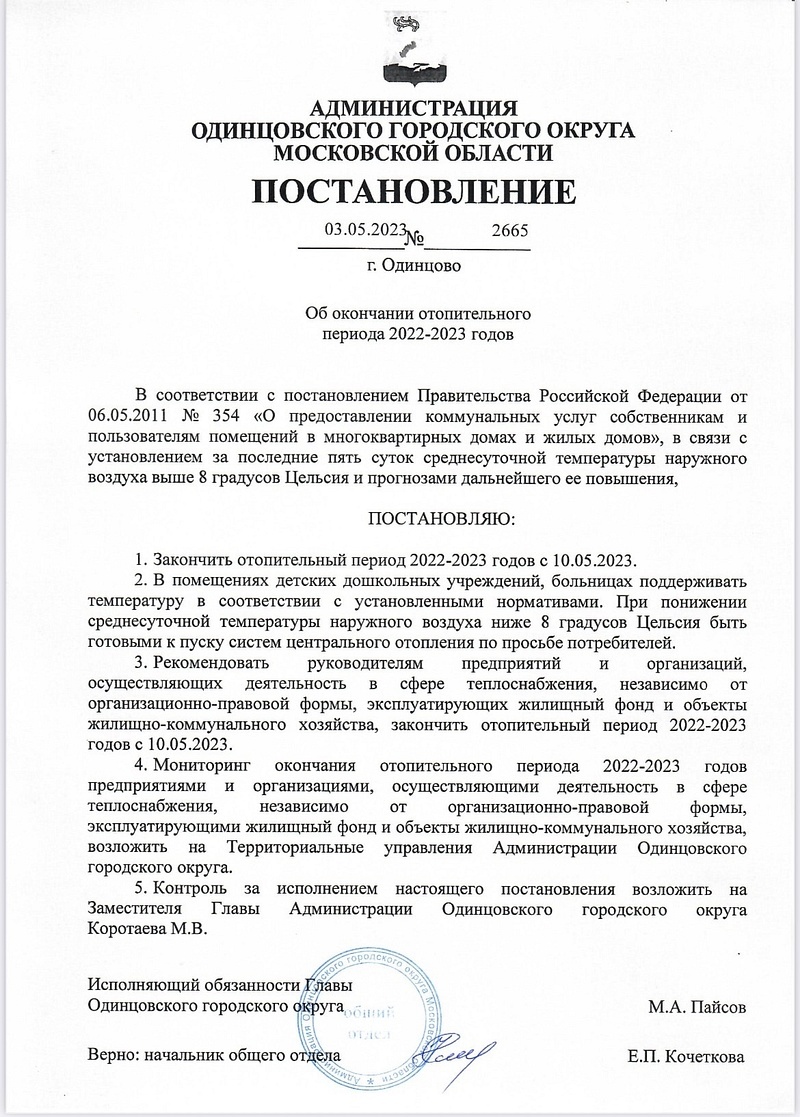 АДМИНИСТРАЦИЯ
ОДИНЦОВСКОГО ГОРОДСКОГО ОКРУГА
МОСКОВСКОЙ ОБЛАСТИ
ПОСТАНОВЛЕНИЕ
03.05.2023 № 2665
г. Одинцово
Об окончании отопительного
периода 2022-2023 годов
В соответствии с постановлением Правительства Российской Федерации от
06.05.2011 № 354 «О предоставлении коммунальных услуг собственникам и
пользователям помещений в многоквартирных домах и жилых домов», в связи с
установлением за последние пять суток среднесуточной температуры наружного
воздуха выше 8 градусов Цельсия и прогнозами дальнейшего ее повышения,
ПОСТАНОВЛЯЮ:
1. Закончить отопительный период 2022-2023 годов с 10.05.2023.
2. В помещениях детских дошкольных учреждений, больницах поддерживать
температуру в соответствии с установленными нормативами. При понижении
среднесуточной температуры наружного воздуха ниже 8 градусов Цельсия быть
готовыми к пуску систем центрального отопления по просьбе потребителей.
3. Рекомендовать руководителям предприятий и организаций,
осуществляющих деятельность в сфере теплоснабжения, независимо от
организационно-правовой формы, эксплуатирующих жилищный фонд и объекты
жилищно-коммунального хозяйства, закончить отопительный период 2022-2023
годов с 10.05.2023.
4. Мониторинг окончания отопительного периода 2022-2023 годов
предприятиями и организациями, осуществляющими деятельность в сфере
теплоснабжения, независимо от организационно-правовой формы,
эксплуатирующими жилищный фонд и объекты жилищно-коммунального хозяйства,
возложить на Территориальные управления Администрации Одинцовского
городского округа.
5. Контроль за исполнением настоящего постановления возложить на
Заместителя Главы Администрации Одинцовского городского округа
Коротаева М.В.
Исполняющий обязанности Главы
Одинцовского городского округа М.А. Пайсов
Верно: начальник общего отдела Е.П. Кочеткова
Администрация Одинцовского городского округа Московской области
общий
отдел